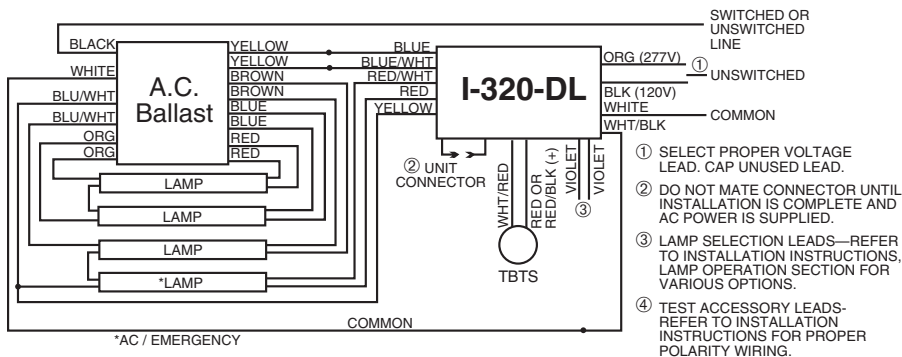 SWITCHED OR
UNSWITCHED
LINE
BLACK
YELLOW
BLUE
YELLOW
BLUE/WHT
ORG (277V)
①
WHITE
BROWN
RED/WHT
UNSWITCHED
A.C.
Ballast
I-320-DL
BLU/WHT
BROWN
RED
BLK (120V)
BLU/WHT
BLUE
YELLOW
WHITE
COMMON
ORG
BLUE
WHT/BLK
ORG
RED
RED
② UNIT
CONNECTOR
WHT/RED
RED OR
RED/BLK (+)
VIOLET
VIOLET
③
TBTS
LAMP
LAMP
LAMP
*LAMP
COMMON
*AC / EMERGENCY
① SELECT PROPER VOLTAGE
LEAD. CAP UNUSED LEAD.
② DO NOT MATE CONNECTOR UNTIL
INSTALLATION IS COMPLETE AND
AC POWER IS SUPPLIED.
③ LAMP SELECTION LEADS—REFER
TO INSTALLATION INSTRUCTIONS,
LAMP OPERATION SECTION FOR
VARIOUS OPTIONS.
④ TEST ACCESSORY LEADS-
REFER TO INSTALLATION
INSTRUCTIONS FOR PROPER
POLARITY WIRING.